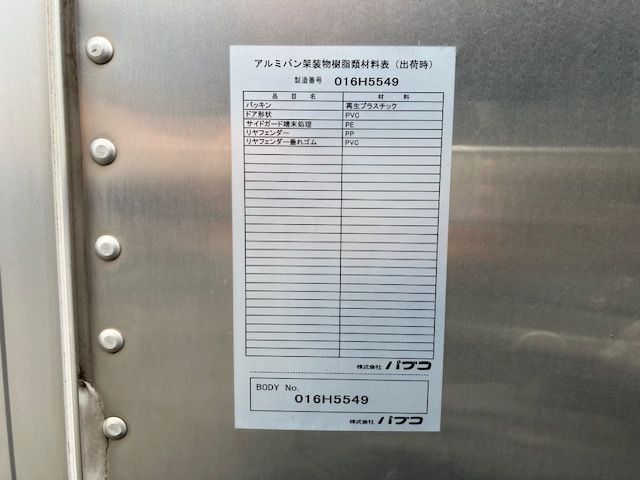 アルミバン架装物樹脂類材料表（出荷時）
製造番号 016H5549
品目名 材料
パッキン 再生プラスチック
ドア形状 PVC
サイドガード端末処理 PE
リヤフェンダー PP
リヤフェンダー垂れゴム PVC
株式会社 パブコ
BODY No.
016H5549
株式会社 パブコ